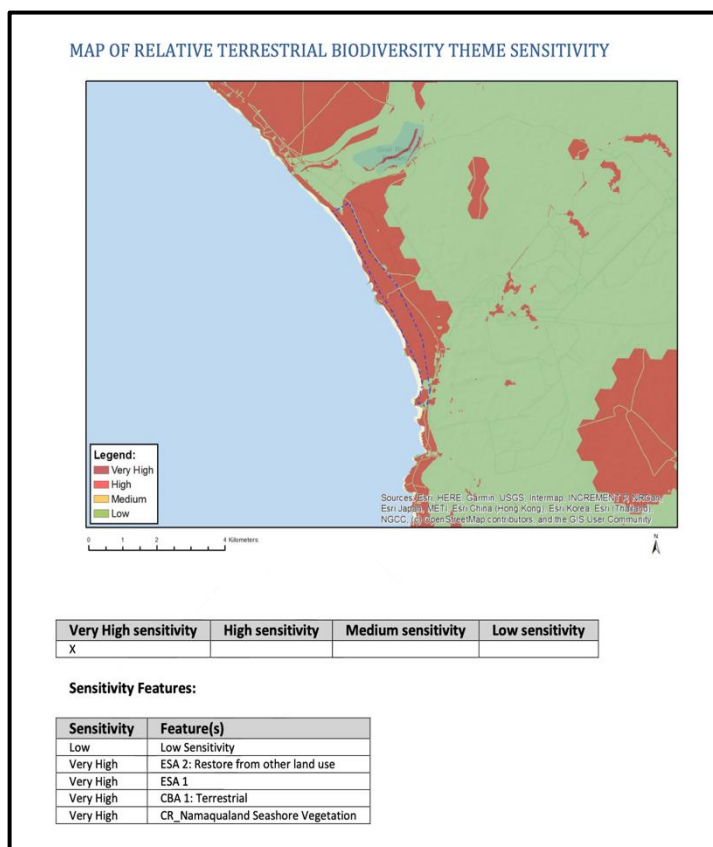 MAP OF RELATIVE TERRESTRIAL BIODIVERSITY THEME SENSITIVITY
Legend:
Very High
High
Medium
Low
Sources: Esri, HERE, Garmin, USGS, Intermap, INCREMENT P, NRCan,
Esri Japan, METI, Esri China (Hong Kong), Esri Korea, Esri (Thailand),
NGCC, (c) OpenStreetMap contributors, and the GIS User Community
0 1 2 4 Kilometers
N
Very High sensitivity High sensitivity Medium sensitivity Low sensitivity
X
Sensitivity Features:
Sensitivity Feature(s)
Low Low Sensitivity
Very High ESA 2: Restore from other land use
Very High ESA 1
Very High CBA 1: Terrestrial
Very High CR_Namaqualand Seashore Vegetation